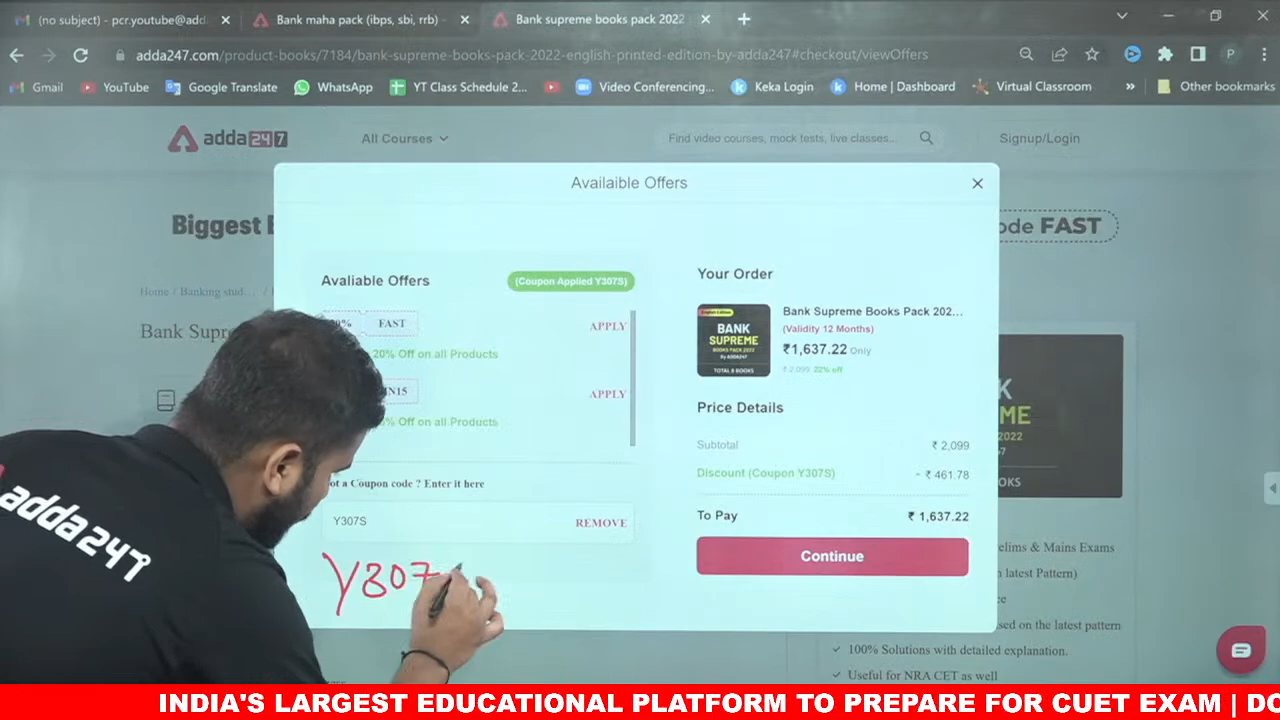 (no subject) - pcr.youtube@add
Bank maha pack (ibps, sbi, rrb)
Bank supreme books pack 2022
adda247.com/product-books/7184/bank-supreme-books-pack-2022-english-printed-edition-by-adda247#checkout/viewOffers
P
Gmail
YouTube
Google Translate
WhatsApp
YT Class Schedule 2...
Video Conferencing...
Keka Login
Home | Dashboard
Virtual Classroom
Other bookmarks
adda247
All Courses
Find video courses, mock tests, live classes...
Signup/Login
Availaible Offers
Biggest
ode FAST
Avaliable Offers
(Coupon Applied Y307S)
FAST
APPLY
20% Off on all Products
IN15
APPLY
% Off on all Products
ot a Coupon code ? Enter it here
Y307S
REMOVE
Y307
Your Order
BANK
SUPREME
BOOKS PACK 2022
By ADDA247
TOTAL 8 BOOKS
Bank Supreme Books Pack 202...
(Validity 12 Months)
₹1,637.22 Only
₹ 2,099 22% off
Price Details
Subtotal
₹ 2,099
Discount (Coupon Y307S)
- ₹ 461.78
To Pay
₹ 1,637.22
Continue
Home / Banking stud...
Bank Supr
K
ME
2022
OKS
elims & Mains Exams
latest Pattern)
ce
sed on the latest pattern
100% Solutions with detailed explanation.
Useful for NRA CET as well
adda247
INDIA'S LARGEST EDUCATIONAL PLATFORM TO PREPARE FOR CUET EXAM | DO